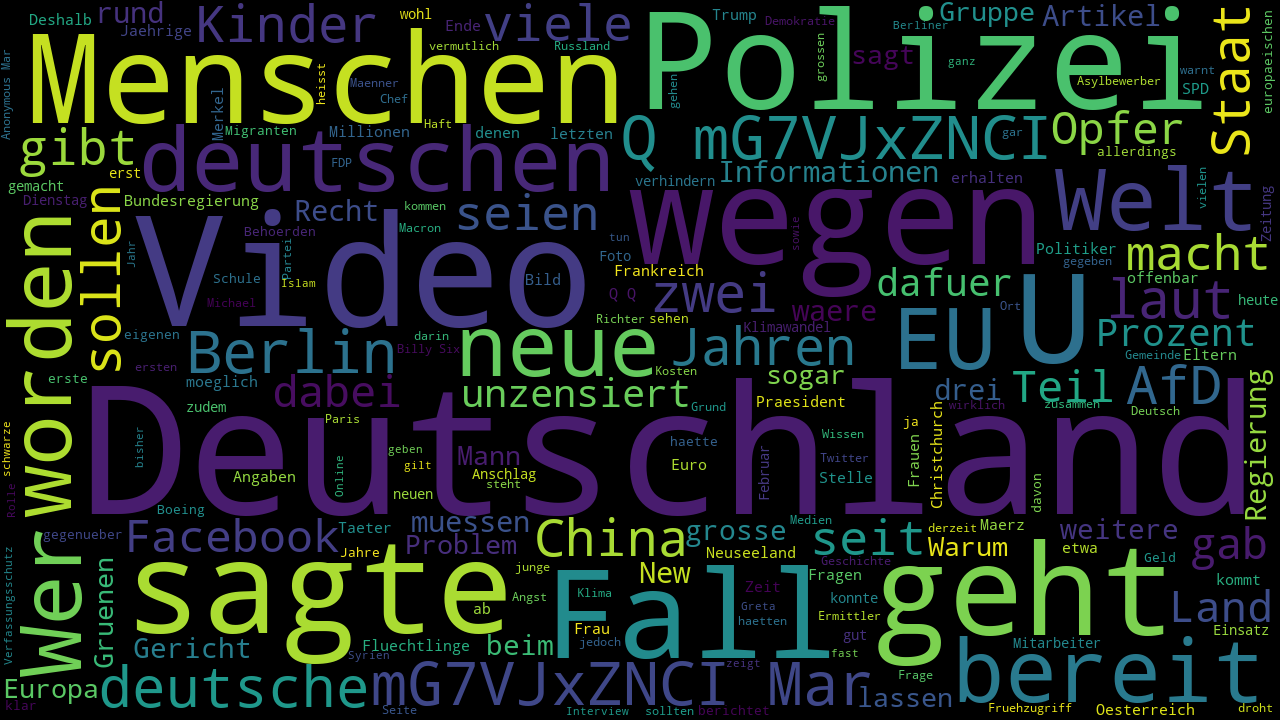 Deshalb
rund
Jaehrige
Kinder
wohl
Ende
viele
Trump
Demokratie
Berliner
Gruppe
Artikel
Staat
europaeischen
Anonymous Mar
Menschen
vermutlich
Russland
heisst
Maenner
Chef
Merkel
Polizei
gehen
grossen
sagt
ganz
Asylbewerber
warnt
SPD
gibt
Migranten
Millionen
Haft
denen
letzten
Q mG7VJxZNCI
gar
Opfer
allerdings
gemacht
erst
deutschen
FDP
verhindern
Informationen
erhalten
Welt
vielen
Zeitung
Dienstag
Bundesregierung
Recht
kommen
seien
wegen
sowie
worden
sollen
Jahr
Video
Behoerden
Macron
tun
Foto
Politiker
gegeben
macht
offenbar
Schule
Partei
Islam
Bild
Frankreich
Q Q
zwei
dafuer
EU
U
laut
heute
Michael
waere
Ort
eigenen
Berlin
darin
Billy Six
neue
Richter
sehen
Klimawandel
Jahren
Prozent
Gemeinde
Eltern
erste
ersten
moeglich
dabei
unzensiert
Kosten
sogar
drei
Teil
AfD
zudem
Grund
Praesident
wirklich
zusammen
Deutsch
Regierung
schwarze
Rolle
Deutschland
bisher
Paris
Angaben
Online
geben
gilt
neuen
Mann
Anschlag
steht
haette
Euro
Februar
Wissen
Twitter
Stelle
ja
Frauen
Christchurch
davon
Boeing
gegenueber
Facebook
Taeter
Jahre
muessen
Problem
China
grosse
Neuseeland
Medien
seit
derzeit
Maerz
Warum
etwa
weitere
Geld
gab
Verfassungsschutz
Wer
Gruenen
sagte
junge
Angst
ab
Fall
Klima
New
Zeit
Geschichte
Fragen
konnte
Greta
haetten
Ermittler
geht
kommt
Land
Einsatz
Gericht
Syrien
Fluechtlinge
beim
Frau
jedoch
gut
fast
Frage
Mitarbeiter
Europa
klar
deutsche
Seite
mG7VJxZNCI Mar
zeigt
Interview
sollten
berichtet
lassen
bereit
Fruehzugriff
Oesterreich
droht